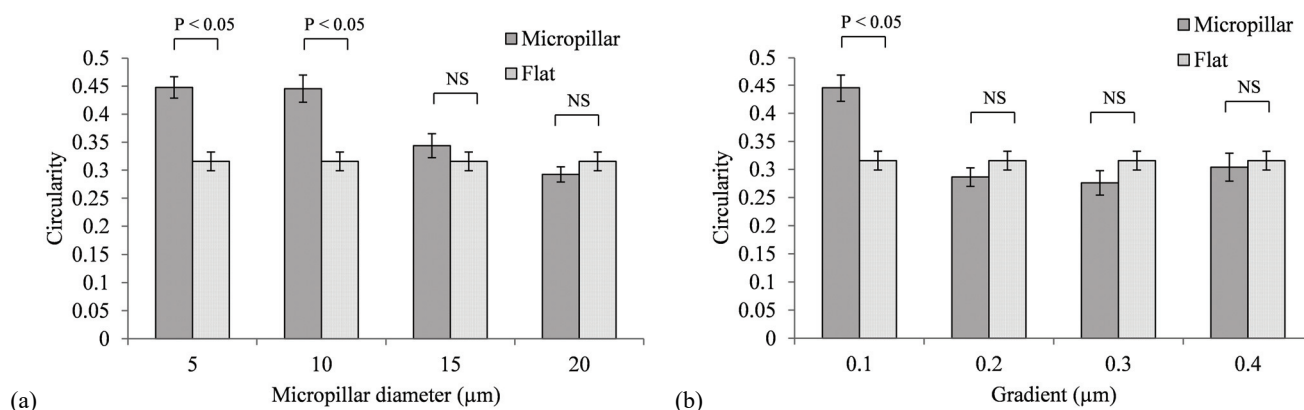 P < 0.05
P < 0.05
NS
NS
Micropillar
Flat
0.5
0.45
0.4
0.35
0.3
0.25
0.2
0.15
0.1
0.05
0
Circularity
5 10 15 20
Micropillar diameter (µm)
(a)
P < 0.05
NS
NS
NS
Micropillar
Flat
0.5
0.45
0.4
0.35
0.3
0.25
0.2
0.15
0.1
0.05
0
Circularity
0.1 0.2 0.3 0.4
Gradient (µm)
(b)